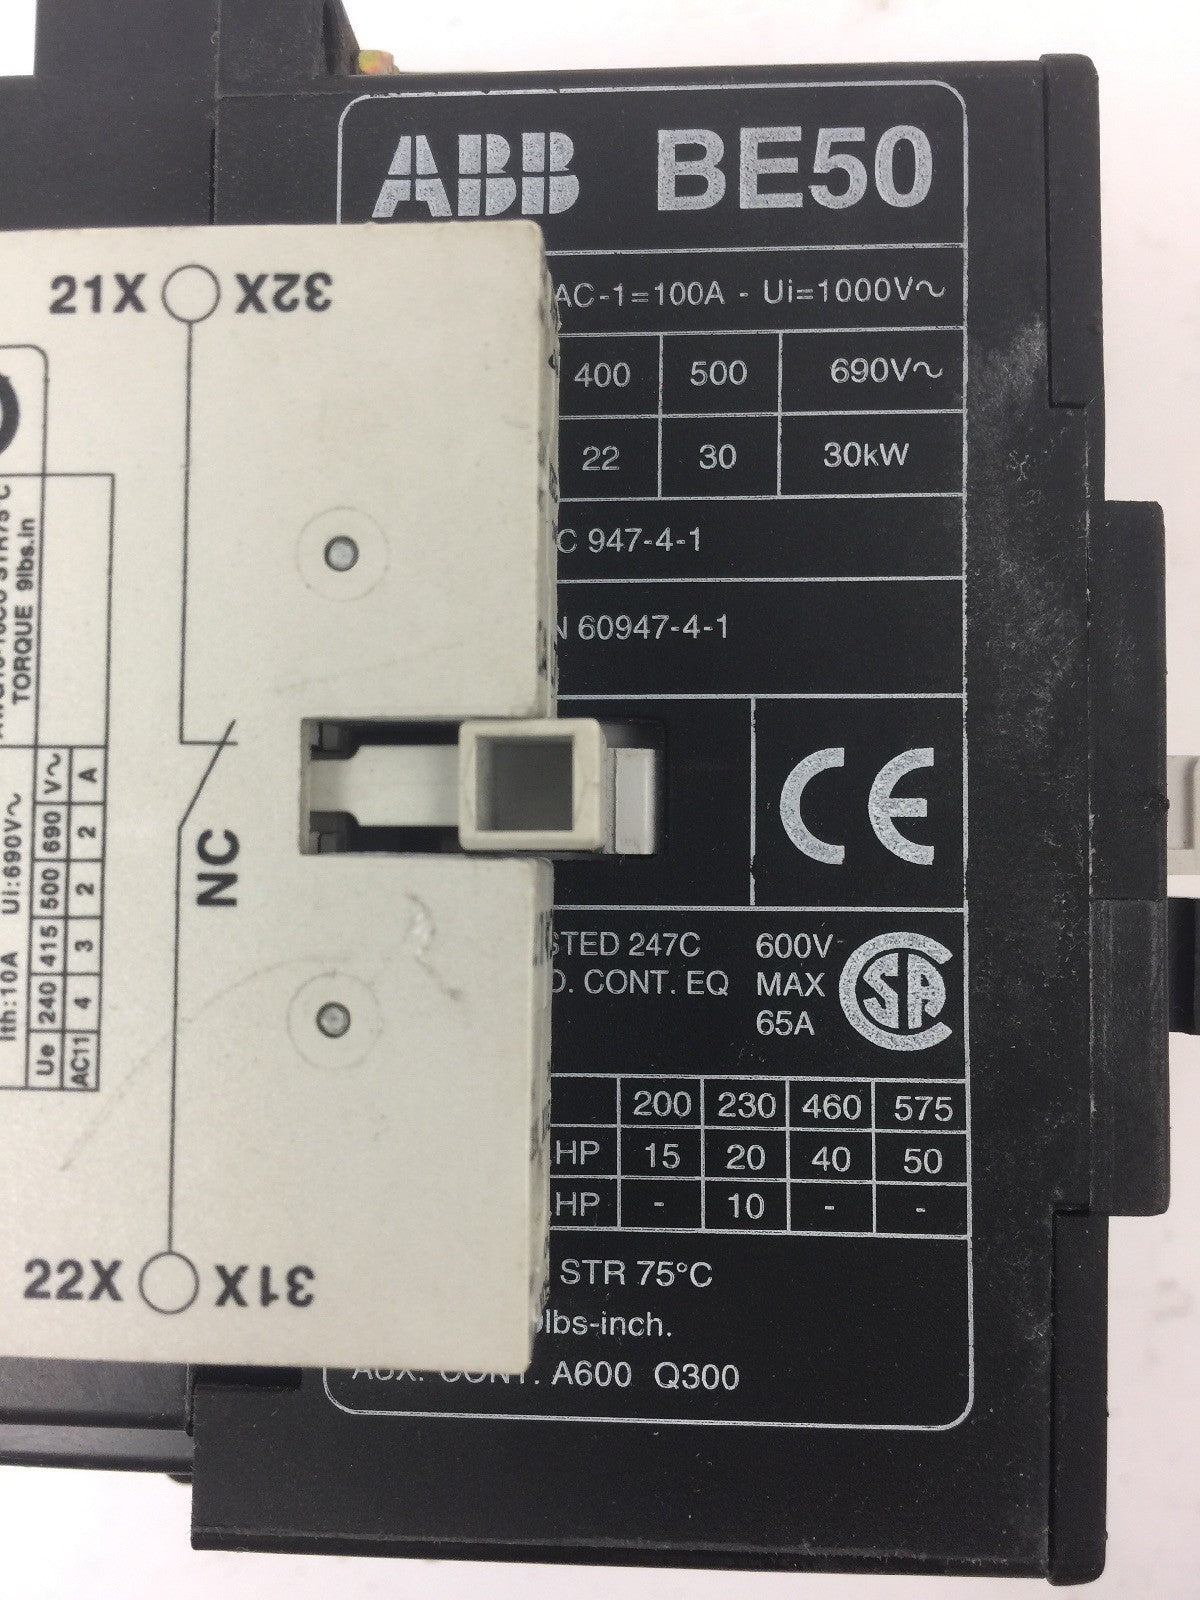 ABB BE50
AC-1=100A - Ui=1000V~
400 500 690V~
22 30 30kW
947-4-1
60947-4-1
CE
247C 600V
CONT. EQ MAX
65A
200 230 460 575
HP 15 20 40 50
HP - 10 - -
STR 75°C
lbs-inch.
AUX. CONT. A600 Q300
21X 32X
NC
22X 31X
TORQUE 9lbs.in
Ith:10A Ui:690V~
Ue 240 415 500 690 V~
AC11 4 3 2 2 A